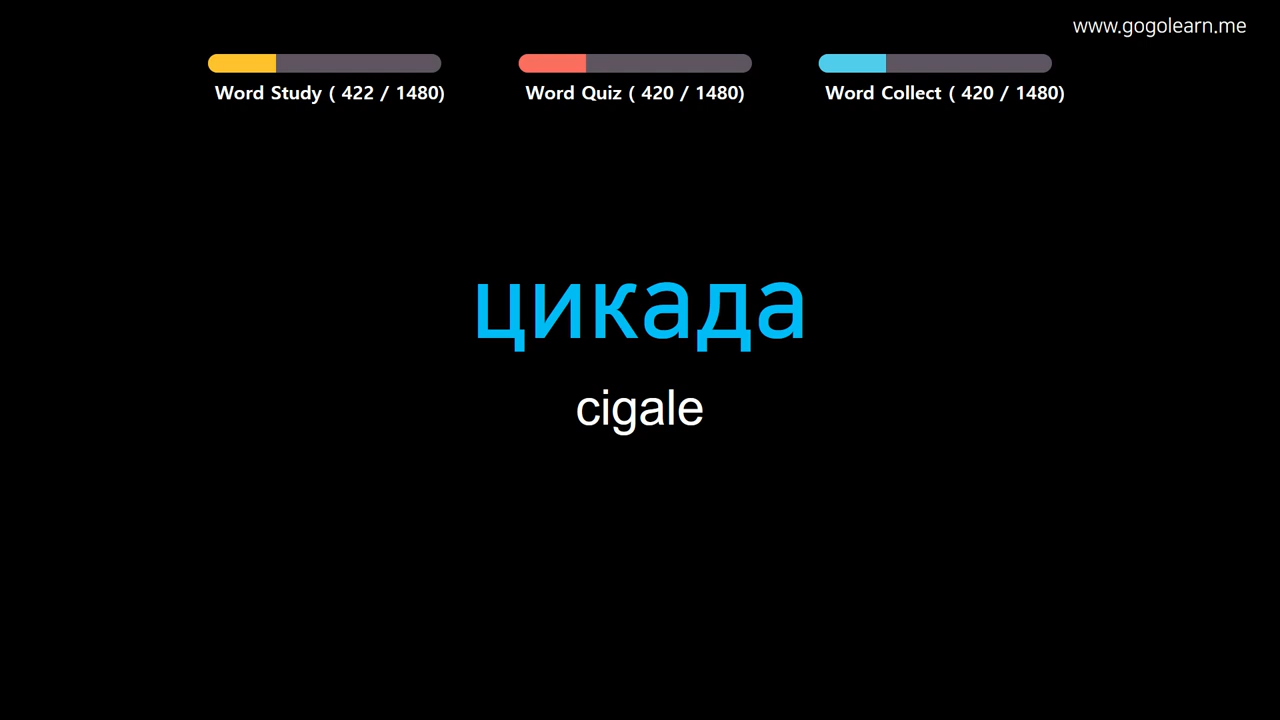 www.gogolearn.me
Word Study ( 422 / 1480)
Word Quiz ( 420 / 1480)
Word Collect ( 420 / 1480)
цикада
cigale